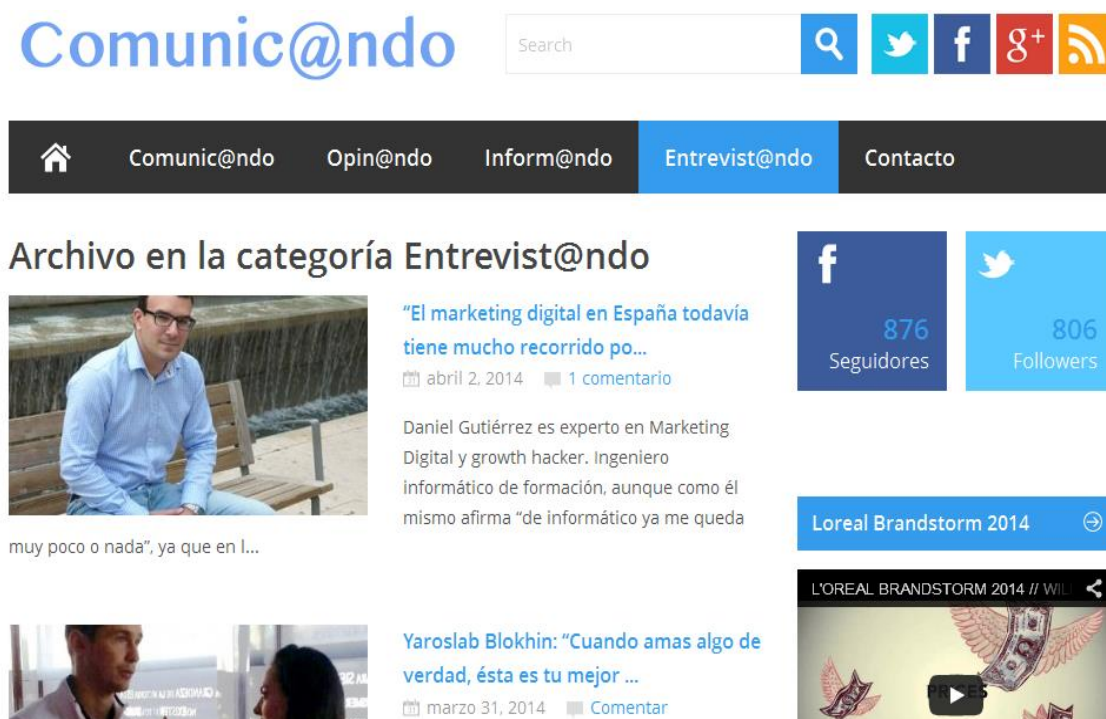 Comunic@ndo
Search
f
g+
Comunic@ndo
Opin@ndo
Inform@ndo
Entrevist@ndo
Contacto
Archivo en la categoría Entrevist@ndo
“El marketing digital en España todavía
tiene mucho recorrido po...
abril 2, 2014
1 comentario
Daniel Gutiérrez es experto en Marketing
Digital y growth hacker. Ingeniero
informático de formación, aunque como él
mismo afirma “de informático ya me queda
muy poco o nada”, ya que en l...
Yaroslab Blokhin: “Cuando amas algo de
verdad, ésta es tu mejor ...
marzo 31, 2014
Comentar
f
876
Seguidores
806
Followers
Loreal Brandstorm 2014
L'OREAL BRANDSTORM 2014 //